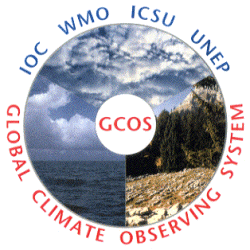 IOC WMO ICSU UNEP
GCOS
GLOBAL CLIMATE OBSERVING SYSTEM